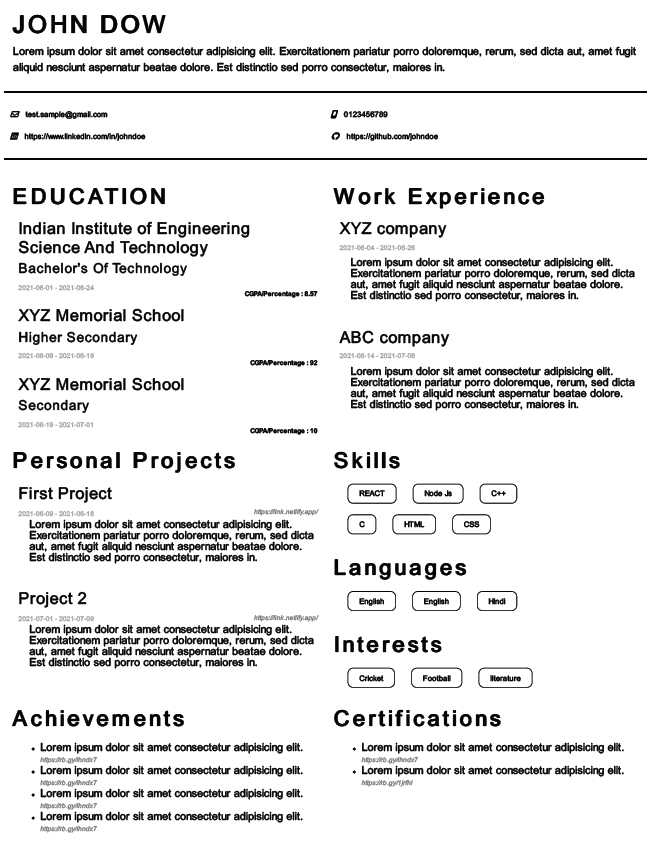 JOHN DOW
Lorem ipsum dolor sit amet consectetur adipisicing elit. Exercitationem pariatur porro doloremque, rerum, sed dicta aut, amet fugit
aliquid nesciunt aspernatur beatae dolore. Est distinctio sed porro consectetur, maiores in.
test.sample@gmail.com
0123456789
https://www.linkedin.com/in/johndoe
https://github.com/johndoe
EDUCATION
Indian Institute of Engineering
Science And Technology
Bachelor's Of Technology
2021-06-01 - 2021-06-24
CGPA/Percentage : 8.57
XYZ Memorial School
Higher Secondary
2021-06-09 - 2021-06-19
CGPA/Percentage : 92
XYZ Memorial School
Secondary
2021-06-19 - 2021-07-01
CGPA/Percentage : 10
Work Experience
XYZ company
2021-06-04 - 2021-06-26
Lorem ipsum dolor sit amet consectetur adipisicing elit.
Exercitationem pariatur porro doloremque, rerum, sed dicta
aut, amet fugit aliquid nesciunt aspernatur beatae dolore.
Est distinctio sed porro consectetur, maiores in.
ABC company
2021-06-14 - 2021-07-08
Lorem ipsum dolor sit amet consectetur adipisicing elit.
Exercitationem pariatur porro doloremque, rerum, sed dicta
aut, amet fugit aliquid nesciunt aspernatur beatae dolore.
Est distinctio sed porro consectetur, maiores in.
Personal Projects
First Project
2021-06-09 - 2021-06-18
https://link.netlify.app/
Lorem ipsum dolor sit amet consectetur adipisicing elit.
Exercitationem pariatur porro doloremque, rerum, sed dicta
aut, amet fugit aliquid nesciunt aspernatur beatae dolore.
Est distinctio sed porro consectetur, maiores in.
Project 2
2021-07-01 - 2021-07-09
https://link.netlify.app/
Lorem ipsum dolor sit amet consectetur adipisicing elit.
Exercitationem pariatur porro doloremque, rerum, sed dicta
aut, amet fugit aliquid nesciunt aspernatur beatae dolore.
Est distinctio sed porro consectetur, maiores in.
Skills
REACT Node Js C++
C HTML CSS
Languages
English English Hindi
Interests
Cricket Football literature
Achievements
• Lorem ipsum dolor sit amet consectetur adipisicing elit.
https://rb.gy/lhndx7
• Lorem ipsum dolor sit amet consectetur adipisicing elit.
https://rb.gy/lhndx7
• Lorem ipsum dolor sit amet consectetur adipisicing elit.
https://rb.gy/lhndx7
• Lorem ipsum dolor sit amet consectetur adipisicing elit.
https://rb.gy/lhndx7
Certifications
• Lorem ipsum dolor sit amet consectetur adipisicing elit.
https://rb.gy/lhndx7
• Lorem ipsum dolor sit amet consectetur adipisicing elit.